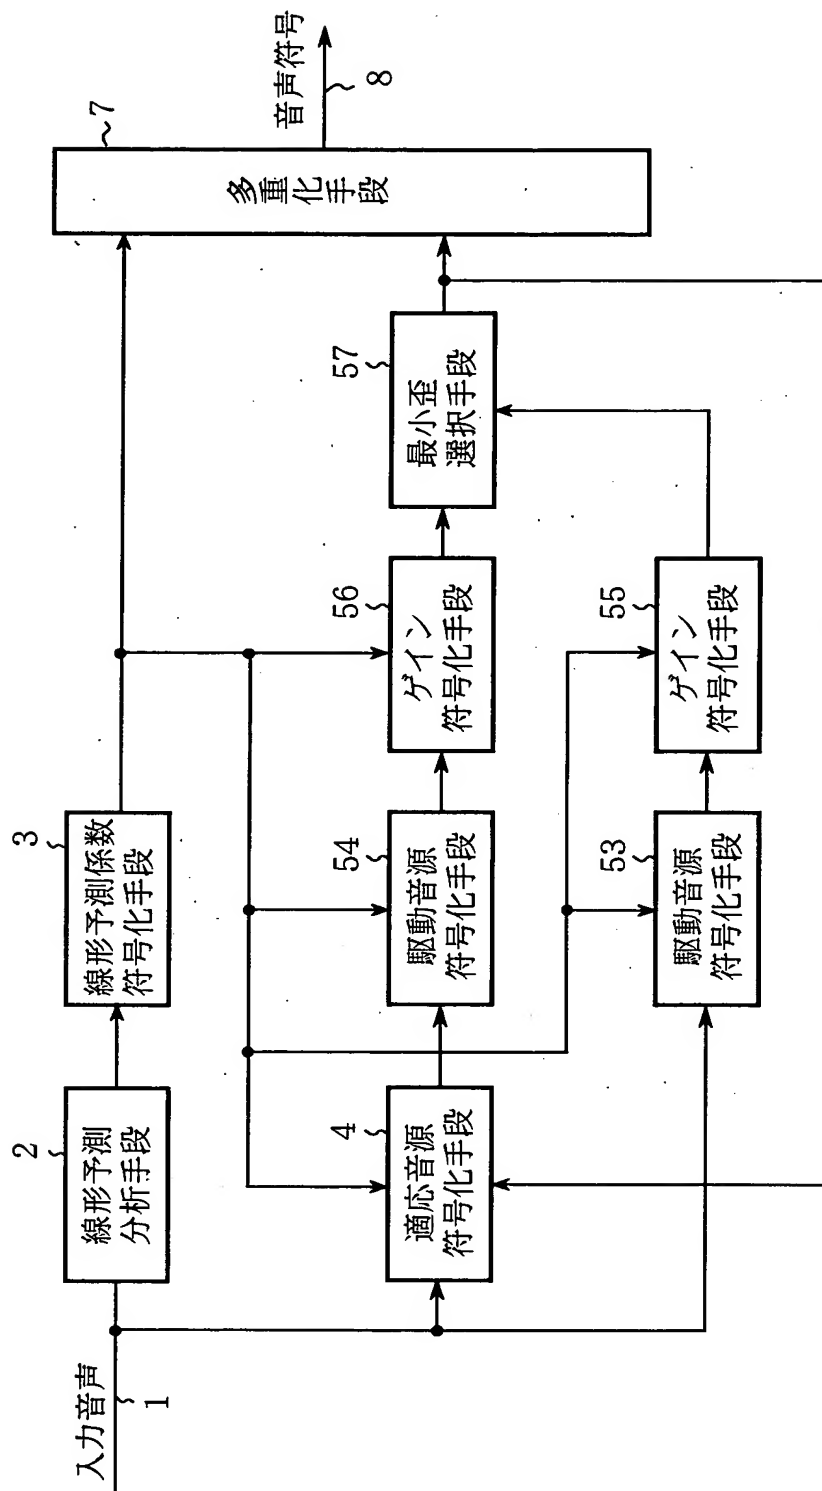 入力音声
1
2
線形予測
分析手段
3
線形予測係数
符号化手段
4
適応音源
符号化手段
54
駆動音源
符号化手段
56
ゲイン
符号化手段
57
最小歪
選択手段
53
駆動音源
符号化手段
55
ゲイン
符号化手段
7
多重化手段
音声符号
8